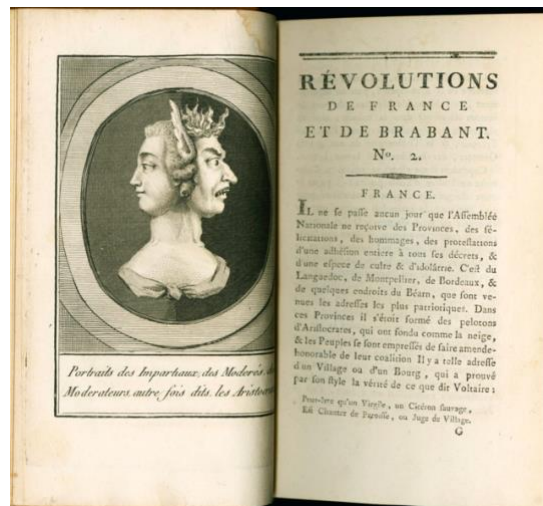 Portraits des Impartiaux, des Modérés, d
Moderateurs, autre fois dits, les Aristocra
RÉVOLUTIONS
DE FRANCE
ET DE BRABANT.
No. 2.
FRANCE.
IL ne se passe aucun jour que l'Assemblée
Nationale ne reçoive des Provinces, des fé-
licitations, des hommages, des protestations
d'une adhésion entiere à tous ses décrets, &
d'une espece de culte & d'idolâtrie. C'est du
Languedoc, de Montpellier, de Bordeaux, &
de quelques endroits du Béarn, que sont ve-
nues les adresses les plus patriotiques. Dans
ces Provinces il s'étoit formé des pelotons
d'Aristocrates, qui ont fondu comme la neige,
& les Peuples se sont empressés de faire amende-
honorable de leur coalition Il y a telle adresse
d'un Village ou d'un Bourg, qui a prouvé
par son style la vérité de ce que dit Voltaire:
Peut-être qu'un Virgile, un Cicéron sauvage,
Est Chantre de Paroisse, ou Juge de Village.
G